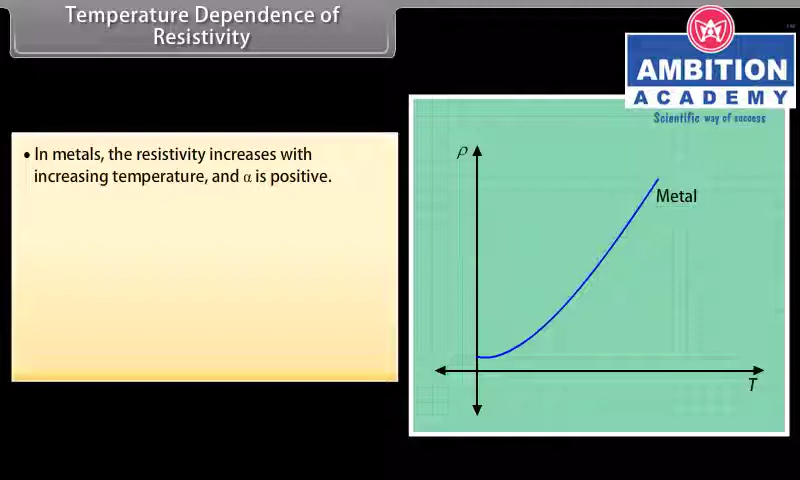 Temperature Dependence of
Resistivity
AMBITION
ACADEMY
Scientific way of success
• In metals, the resistivity increases with
increasing temperature, and α is positive.
ρ
Metal
T